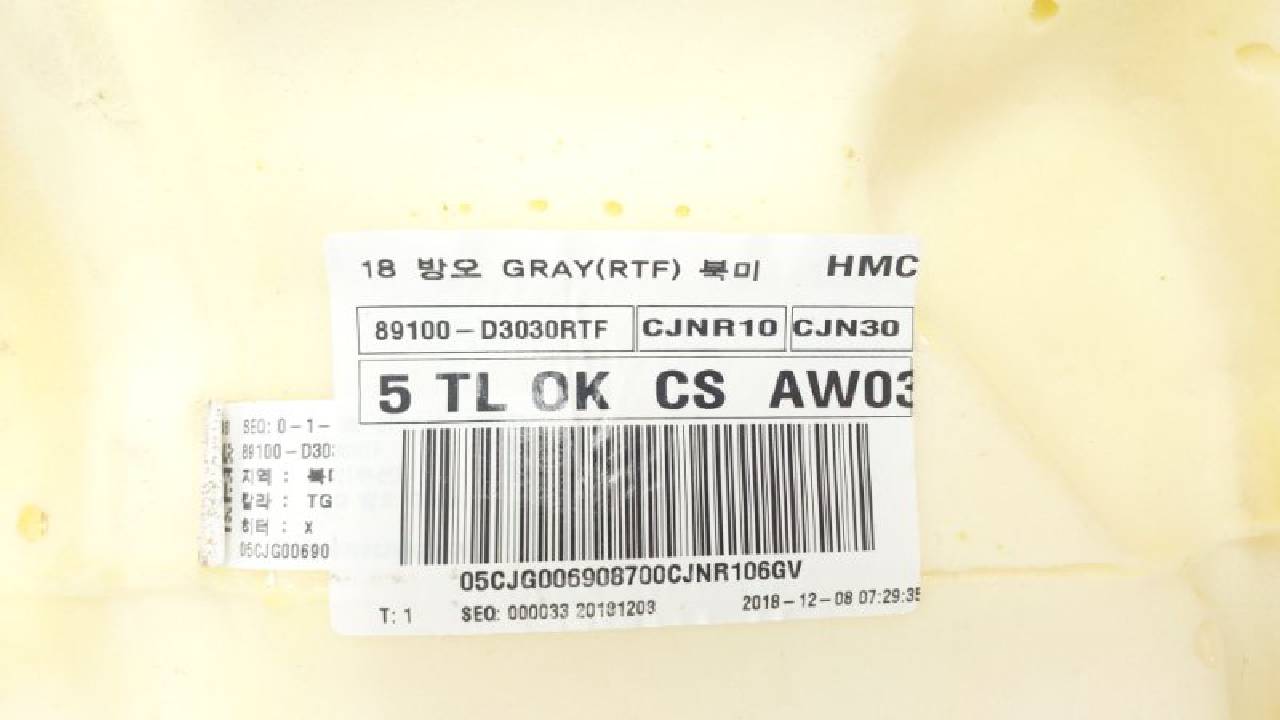 18 방오 GRAY(RTF) 북미 HMC
89100-D3030RTF CJNR10 CJN30
5 TL OK CS AW03
SEQ: 0-1-
89100-D30
지역 : 북미
칼라 : TG
히터 : x
05CJG00690
05CJG006908700CJNR106GV
T: 1 SEQ: 000033 20181203 2018-12-08 07:29:35